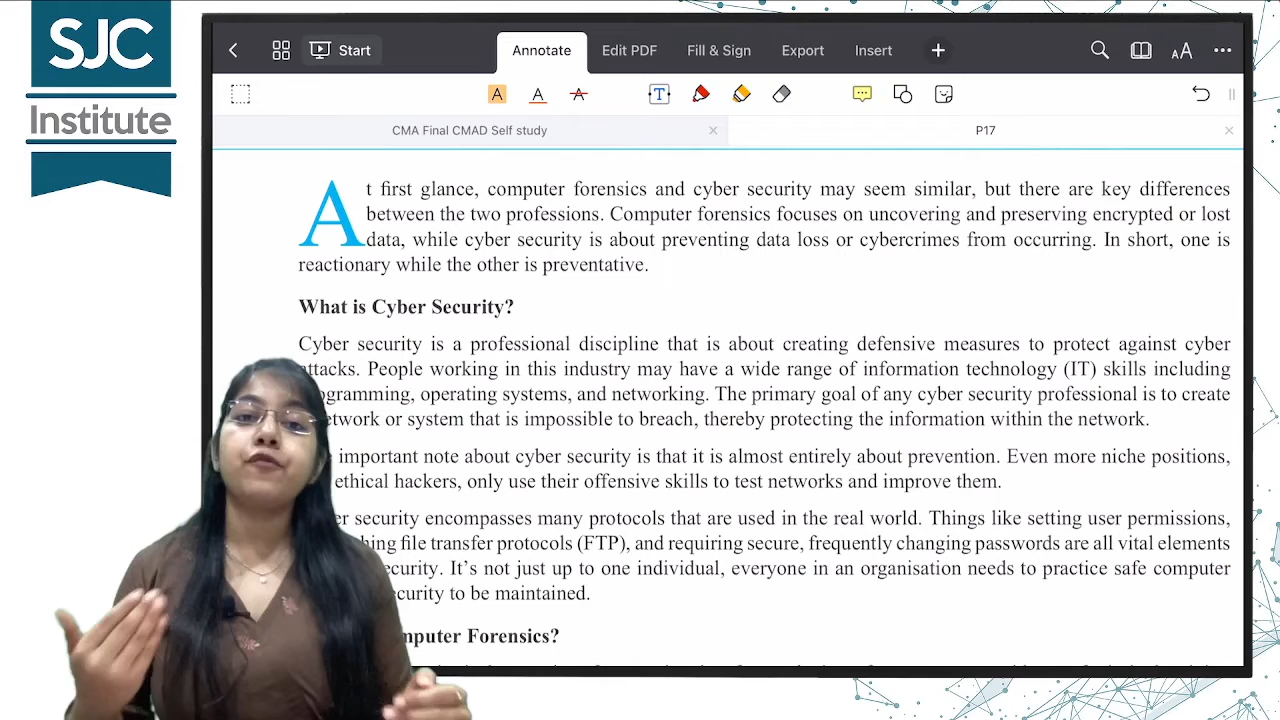 SJC
Institute
Start
Annotate
Edit PDF
Fill & Sign
Export
Insert
AA
A A A T
CMA Final CMAD Self study
P17
At first glance, computer forensics and cyber security may seem similar, but there are key differences
between the two professions. Computer forensics focuses on uncovering and preserving encrypted or lost
data, while cyber security is about preventing data loss or cybercrimes from occurring. In short, one is
reactionary while the other is preventative.
What is Cyber Security?
Cyber security is a professional discipline that is about creating defensive measures to protect against cyber
attacks. People working in this industry may have a wide range of information technology (IT) skills including
programming, operating systems, and networking. The primary goal of any cyber security professional is to create
network or system that is impossible to breach, thereby protecting the information within the network.
important note about cyber security is that it is almost entirely about prevention. Even more niche positions,
ethical hackers, only use their offensive skills to test networks and improve them.
security encompasses many protocols that are used in the real world. Things like setting user permissions,
file transfer protocols (FTP), and requiring secure, frequently changing passwords are all vital elements
security. It's not just up to one individual, everyone in an organisation needs to practice safe computer
security to be maintained.
Computer Forensics?